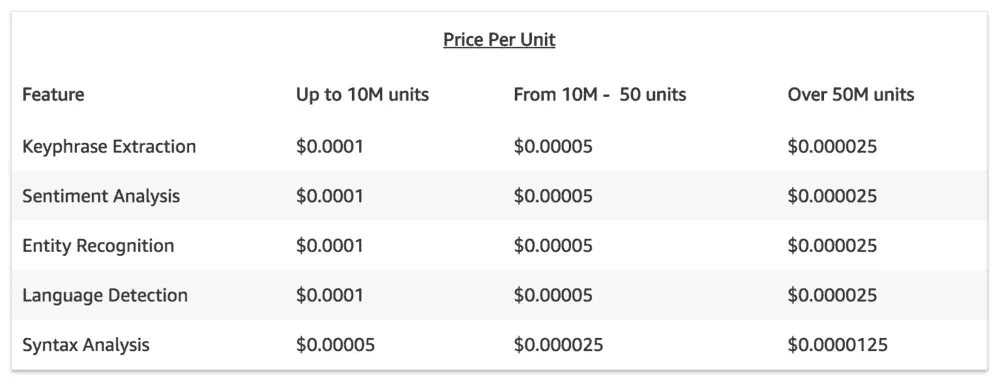 Price Per Unit
Feature Up to 10M units From 10M - 50 units Over 50M units
Keyphrase Extraction $0.0001 $0.00005 $0.000025
Sentiment Analysis $0.0001 $0.00005 $0.000025
Entity Recognition $0.0001 $0.00005 $0.000025
Language Detection $0.0001 $0.00005 $0.000025
Syntax Analysis $0.00005 $0.000025 $0.0000125